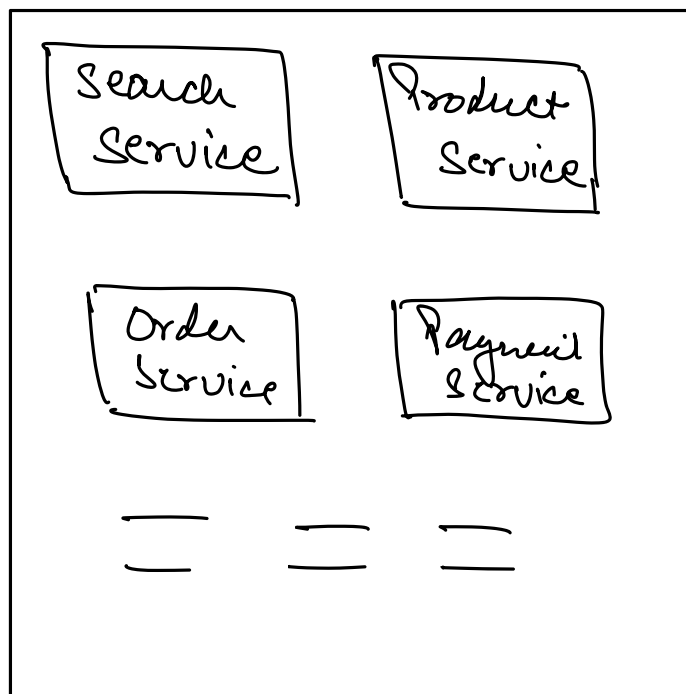 Search
Service
Product
Service
Order
Service
Payment
Service